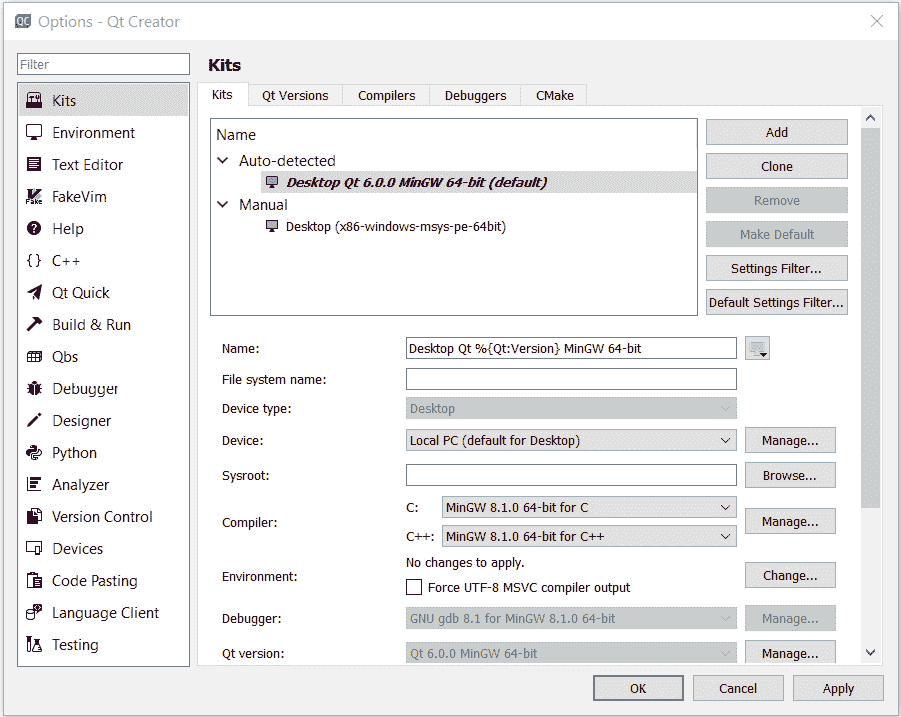 Options - Qt Creator
Filter
Kits
Environment
Text Editor
FakeVim
Help
C++
Qt Quick
Build & Run
Qbs
Debugger
Designer
Python
Analyzer
Version Control
Devices
Code Pasting
Language Client
Testing
Kits
Kits Qt Versions Compilers Debuggers CMake
Name
Auto-detected
Desktop Qt 6.0.0 MinGW 64-bit (default)
Manual
Desktop (x86-windows-msys-pe-64bit)
Add
Clone
Remove
Make Default
Settings Filter...
Default Settings Filter...
Name: Desktop Qt %{Qt:Version} MinGW 64-bit
File system name:
Device type: Desktop
Device: Local PC (default for Desktop) Manage...
Sysroot: Browse...
Compiler:
C: MinGW 8.1.0 64-bit for C
C++: MinGW 8.1.0 64-bit for C++
Manage...
Environment:
No changes to apply.
Force UTF-8 MSVC compiler output
Change...
Debugger: GNU gdb 8.1 for MinGW 8.1.0 64-bit Manage...
Qt version: Qt 6.0.0 MinGW 64-bit Manage...
OK Cancel Apply